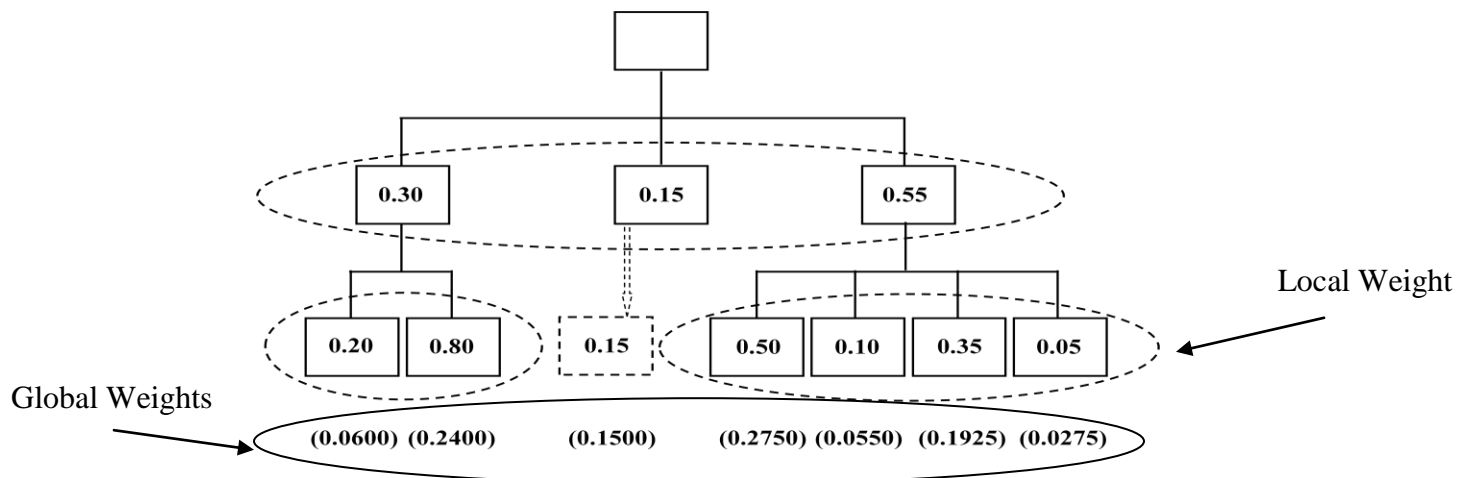 0.30 0.15 0.55
Local Weight
0.20 0.80 0.15 0.50 0.10 0.35 0.05
Global Weights
(0.0600) (0.2400) (0.1500) (0.2750) (0.0550) (0.1925) (0.0275)